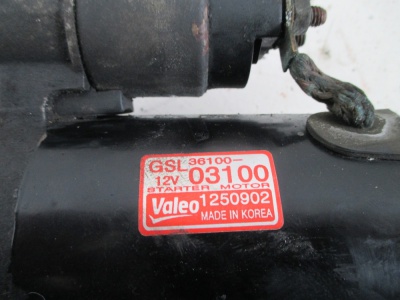 GSL 36100-
12V 03100
STARTER MOTOR
Valeo 1250902
MADE IN KOREA